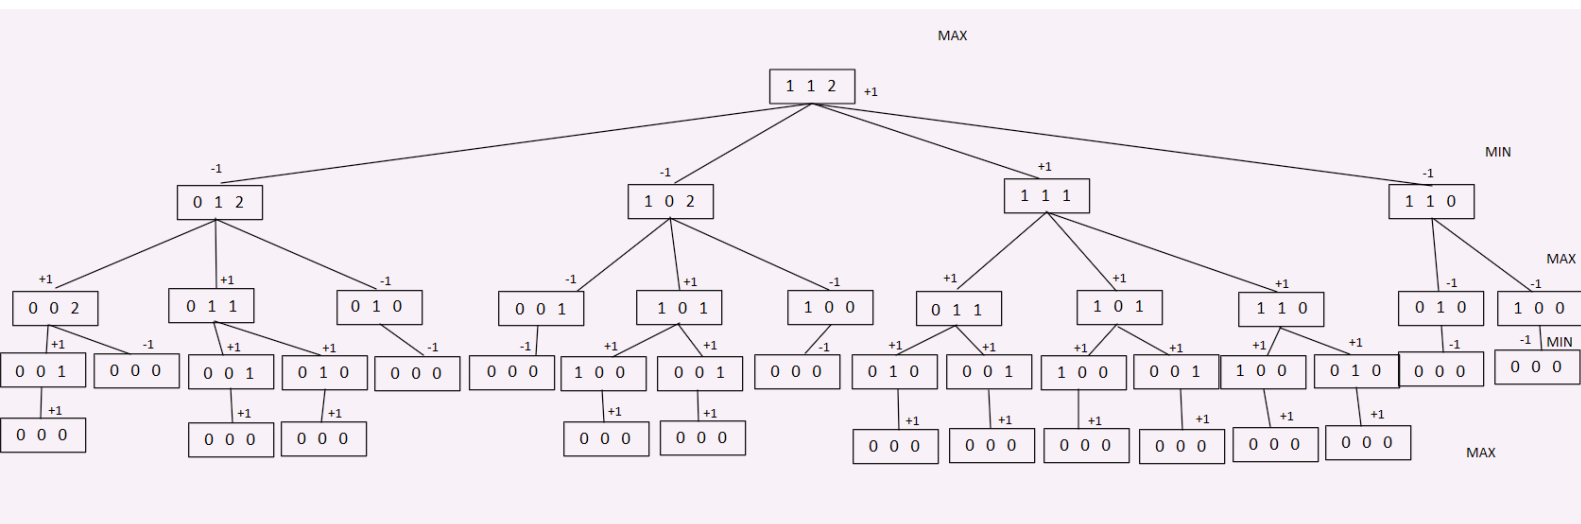 MAX
1 1 2
+1
MIN
-1 -1 +1 -1
0 1 2 1 0 2 1 1 1 1 1 0
MAX
+1 +1 -1 -1 +1 -1 +1 +1 +1 -1 -1
0 0 2 0 1 1 0 1 0 0 0 1 1 0 1 1 0 0 0 1 1 1 0 1 1 1 0 0 1 0 1 0 0
+1 -1 +1 +1 -1 -1 +1 +1 -1 +1 +1 +1 +1 +1 +1 -1 -1 MIN
0 0 1 0 0 0 0 0 1 0 1 0 0 0 0 0 0 0 1 0 0 0 0 1 0 0 0 0 1 0 0 0 1 1 0 0 0 0 1 1 0 0 0 1 0 0 0 0 0 0 0
+1 +1 +1 +1 +1 +1 +1 +1 +1 +1 +1
0 0 0 0 0 0 0 0 0 0 0 0 0 0 0 0 0 0 0 0 0 0 0 0 0 0 0 0 0 0 0 0 0
MAX